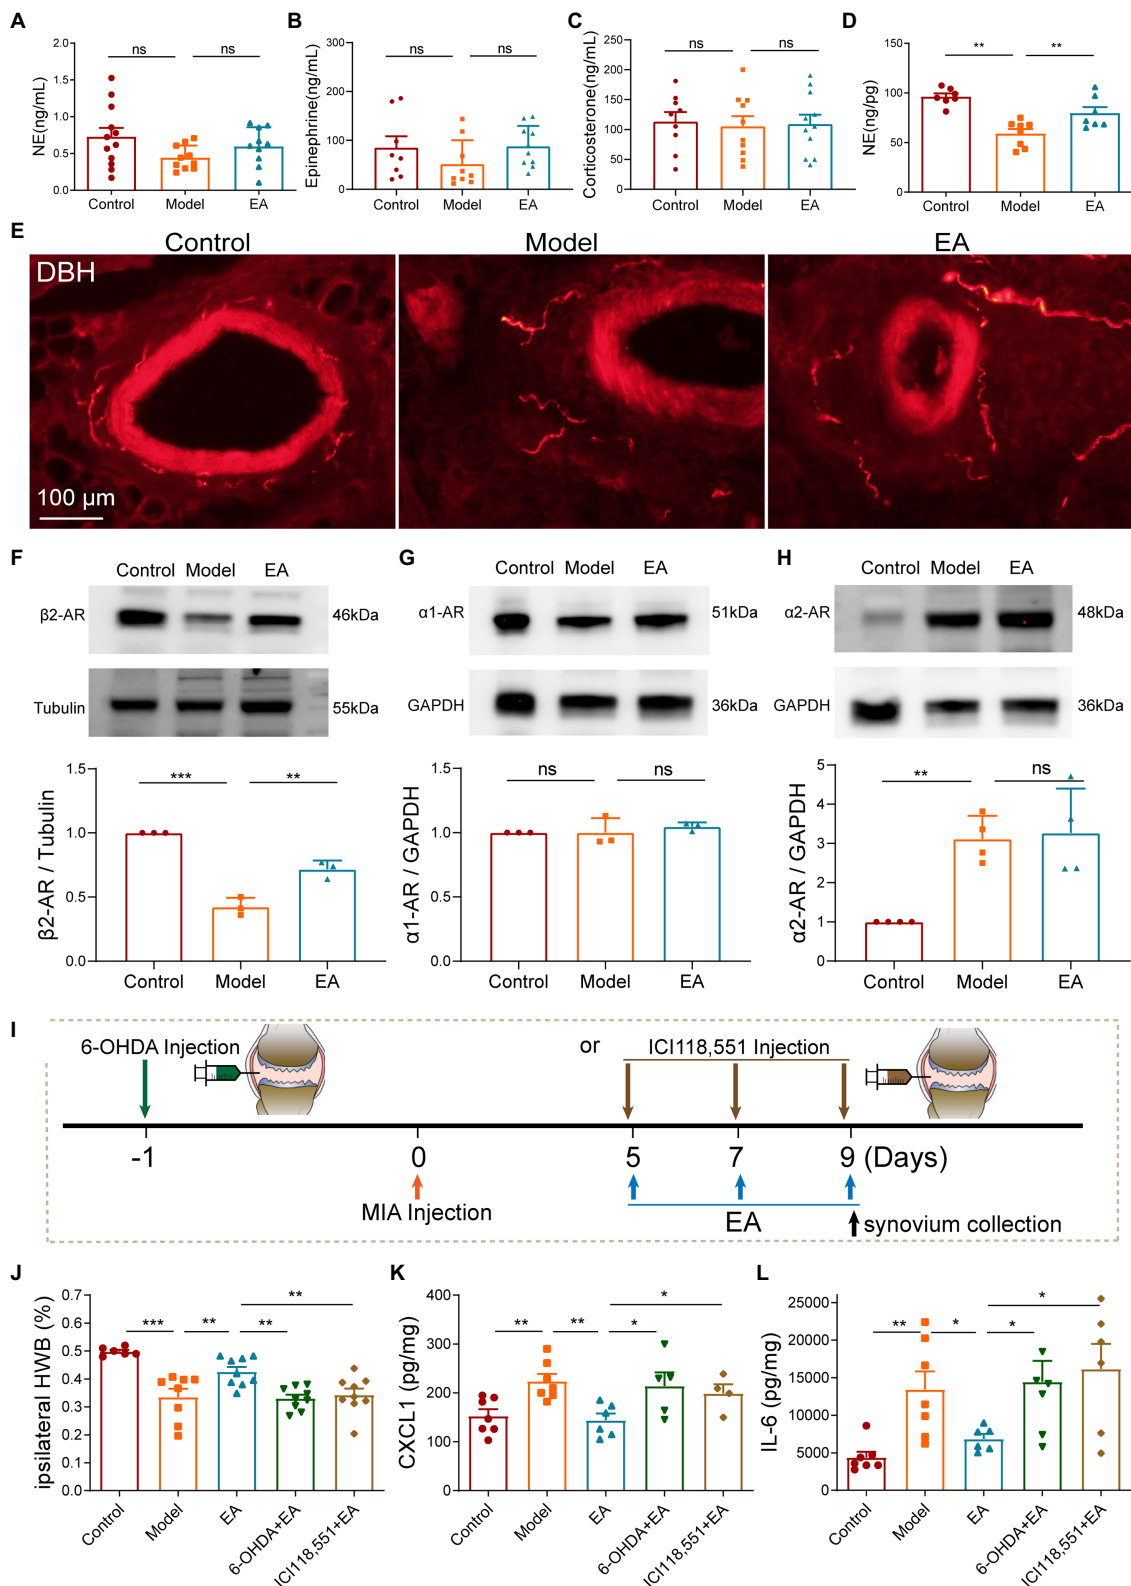 A
NE(ng/mL)
2.0
1.5
1.0
0.5
0.0
ns
ns
Control
Model
EA
B
Epinephrine(ng/mL)
300
200
100
0
ns
ns
Control
Model
EA
C
Corticosterone(ng/mL)
250
200
150
100
50
0
ns
ns
Control
Model
EA
D
NE(ng/pg)
150
100
50
0
**
**
Control
Model
EA
E
Control
Model
EA
DBH
100 µm
F
Control Model EA
β2-AR
46kDa
Tubulin
55kDa
β2-AR / Tubulin
1.5
1.0
0.5
0.0
***
**
Control
Model
EA
G
Control Model EA
α1-AR
51kDa
GAPDH
36kDa
α1-AR / GAPDH
1.5
1.0
0.5
0.0
ns
ns
Control
Model
EA
H
Control Model EA
α2-AR
48kDa
GAPDH
36kDa
α2-AR / GAPDH
5
4
3
2
1
0
**
ns
Control
Model
EA
I
6-OHDA Injection
or
ICI118,551 Injection
-1
0
5
7
9 (Days)
MIA Injection
EA
synovium collection
J
ipsilateral HWB (%)
0.7
0.6
0.5
0.4
0.3
0.2
0.1
0.0
***
**
**
**
Control
Model
EA
6-OHDA+EA
ICI118,551+EA
K
CXCL1 (pg/mg)
400
300
200
100
0
**
**
*
*
Control
Model
EA
6-OHDA+EA
ICI118,551+EA
L
IL-6 (pg/mg)
25000
20000
15000
10000
5000
0
**
*
*
*
Control
Model
EA
6-OHDA+EA
ICI118,551+EA